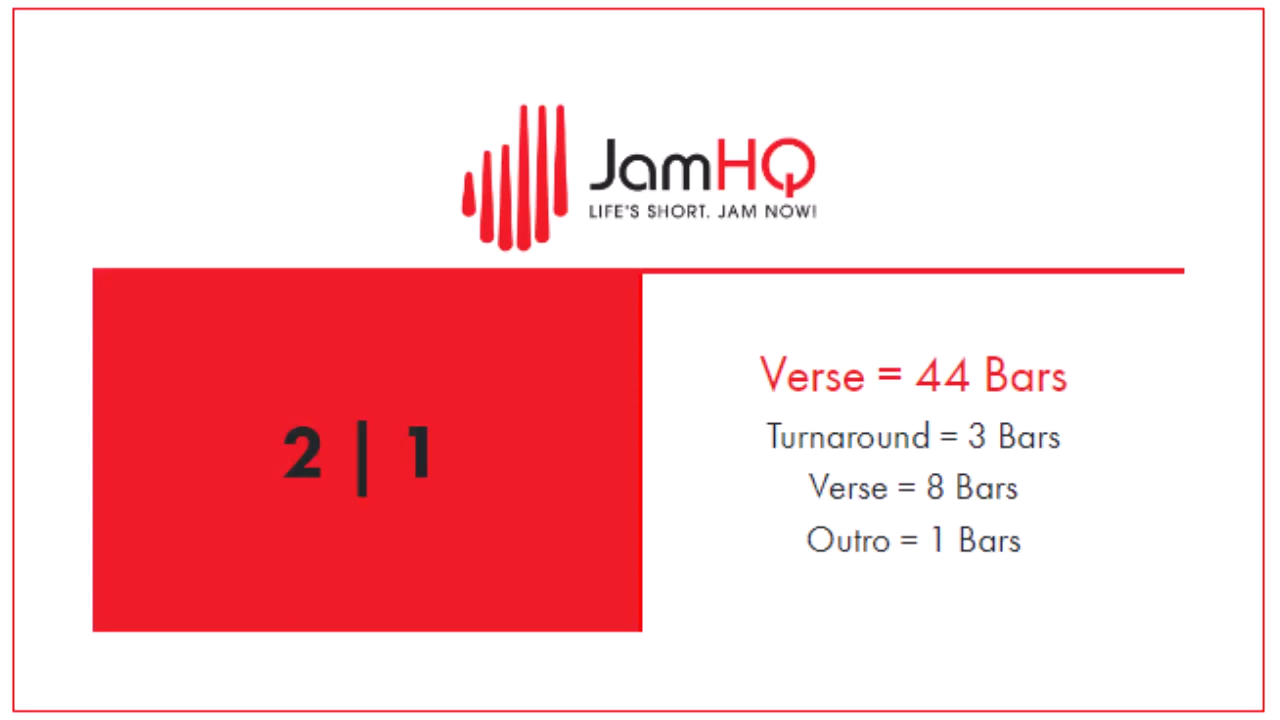 JamHQ
LIFE'S SHORT. JAM NOW!
2 | 1
Verse = 44 Bars
Turnaround = 3 Bars
Verse = 8 Bars
Outro = 1 Bars